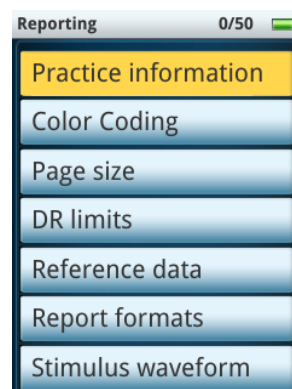 Reporting 0/50
Practice information
Color Coding
Page size
DR limits
Reference data
Report formats
Stimulus waveform